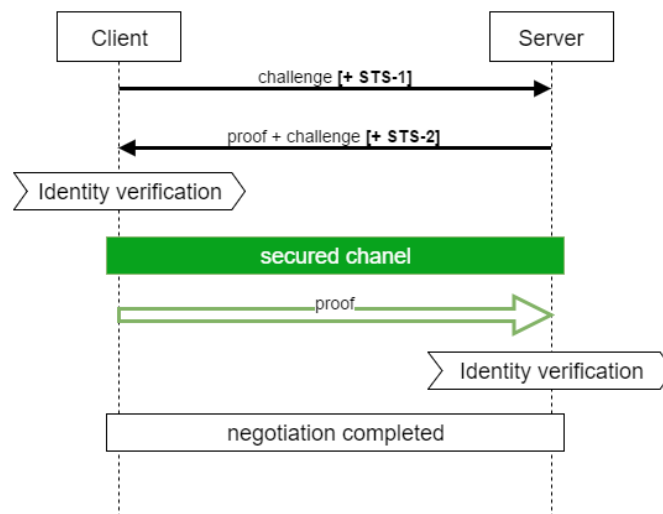 Client
Server
challenge [+ STS-1]
proof + challenge [+ STS-2]
Identity verification
secured chanel
proof
Identity verification
negotiation completed